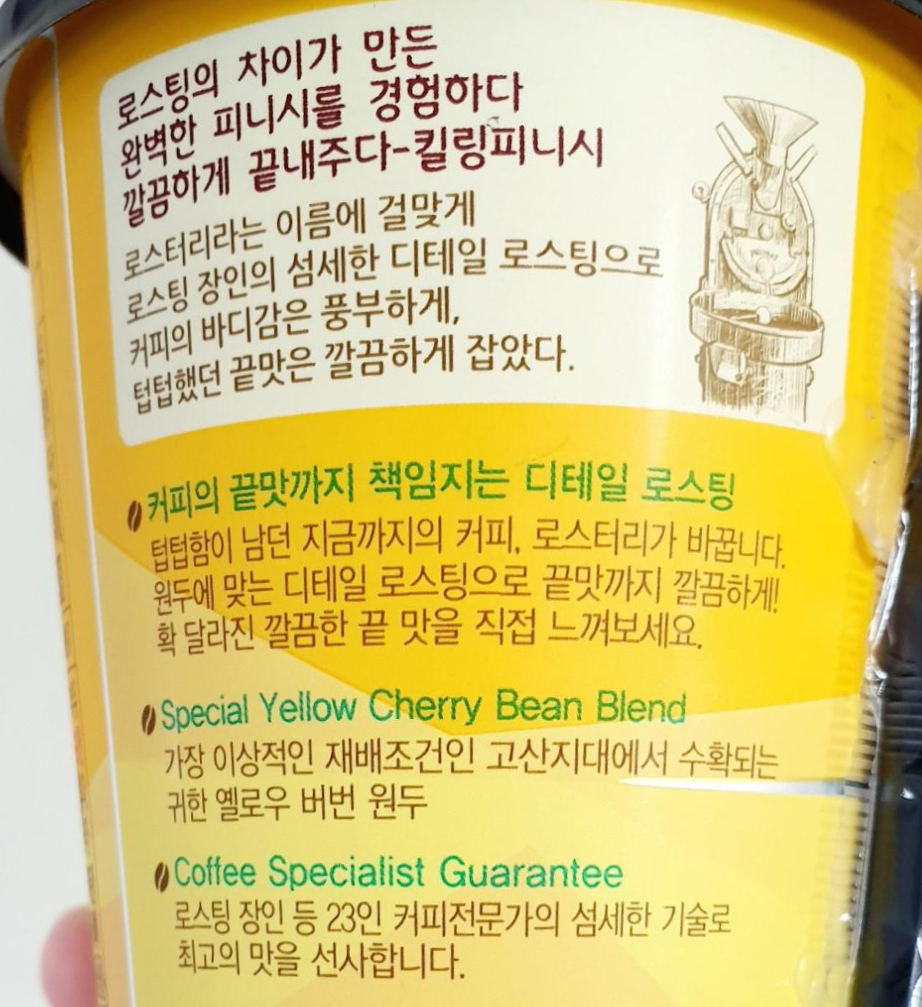 로스팅의 차이가 만든
완벽한 피니시를 경험하다
깔끔하게 끝내주다-킬링피니시
로스터리라는 이름에 걸맞게
로스팅 장인의 섬세한 디테일 로스팅으로
커피의 바디감은 풍부하게,
텁텁했던 끝맛은 깔끔하게 잡았다.
커피의 끝맛까지 책임지는 디테일 로스팅
텁텁함이 남던 지금까지의 커피, 로스터리가 바꿉니다.
원두에 맞는 디테일 로스팅으로 끝맛까지 깔끔하게!
확 달라진 깔끔한 끝 맛을 직접 느껴보세요.
Special Yellow Cherry Bean Blend
가장 이상적인 재배조건인 고산지대에서 수확되는
귀한 옐로우 버번 원두
Coffee Specialist Guarantee
로스팅 장인 등 23인 커피전문가의 섬세한 기술로
최고의 맛을 선사합니다.